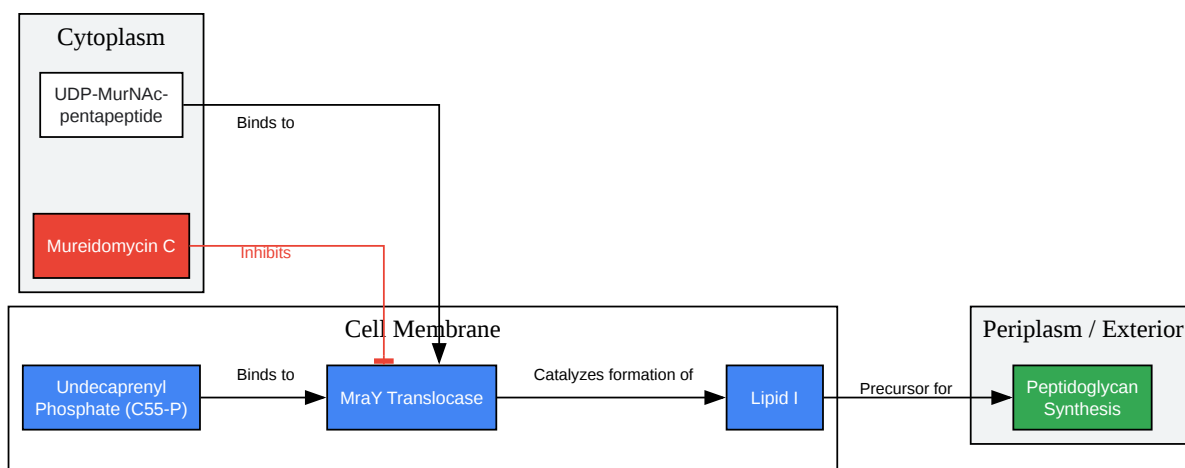 Cytoplasm
UDP-MurNAc-
pentapeptide
Binds to
Mureidomycin C
Inhibits
Cell Membrane
Periplasm / Exterior
Undecaprenyl
Phosphate (C55-P)
Binds to
MraY Translocase
Catalyzes formation of
Lipid I
Precursor for
Peptidoglycan
Synthesis